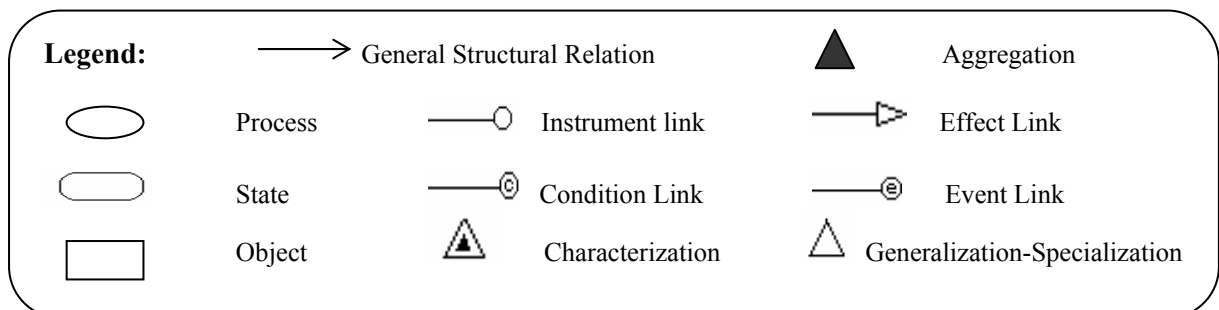 Legend: General Structural Relation Aggregation
Process Instrument link Effect Link
State c Condition Link e Event Link
Object Characterization Generalization-Specialization